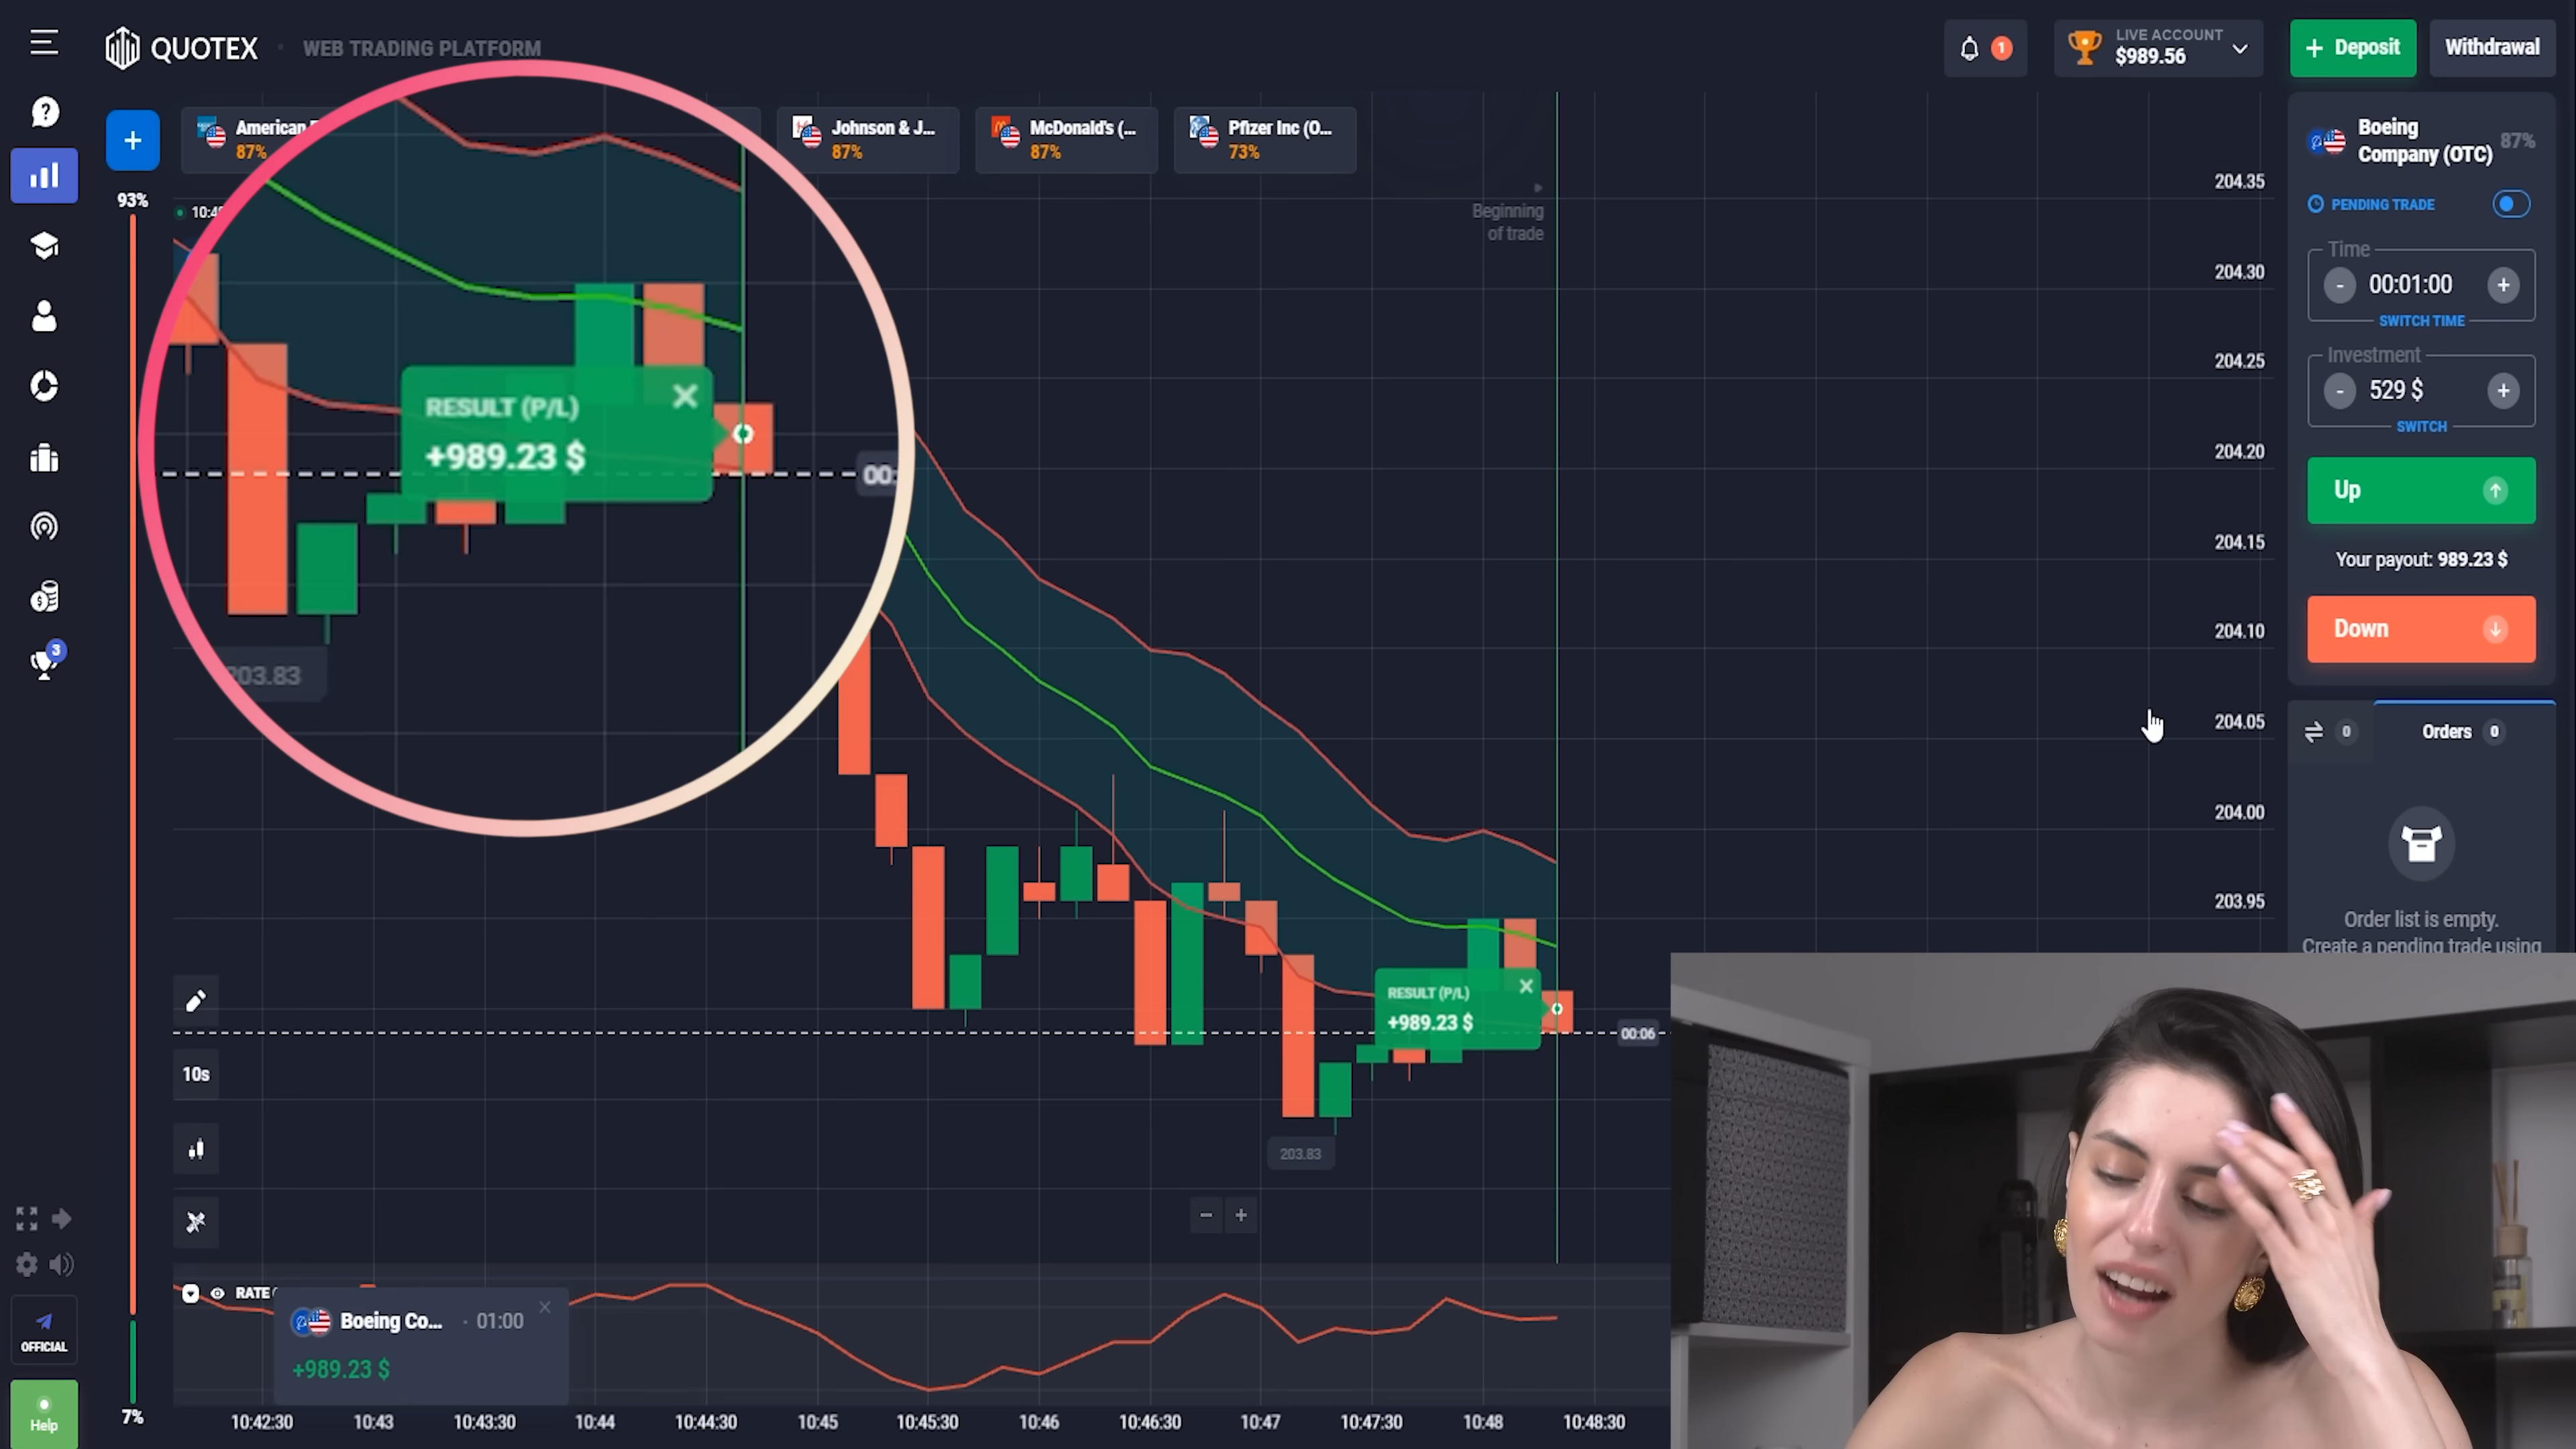 QUOTEX
WEB TRADING PLATFORM
1
LIVE ACCOUNT
$989.56
+ Deposit
Withdrawal
+
American
87%
Johnson & J...
87%
McDonald's (...
87%
Pfizer Inc (O...
73%
Boeing
Company (OTC)
87%
PENDING TRADE
Time
- 00:01:00 +
SWITCH TIME
Investment
- 529 $ +
SWITCH
Up
Your payout: 989.23 $
Down
0
Orders 0
Order list is empty.
Create a pending trade using
93%
Beginning
of trade
RESULT (P/L)
+989.23 $
00:
203.83
204.35
204.30
204.25
204.20
204.15
204.10
204.05
204.00
203.95
RESULT (P/L)
+989.23 $
00:06
203.83
3
10s
- +
RATE
Boeing Co... · 01:00
+989.23 $
OFFICIAL
Help
7%
10:42:30 10:43 10:43:30 10:44 10:44:30 10:45 10:45:30 10:46 10:46:30 10:47 10:47:30 10:48 10:48:30